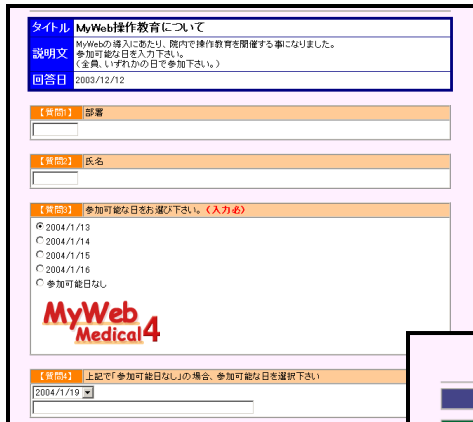 タイトル MyWeb操作教育について
説明文 MyWebの導入にあたり、院内で操作教育を開催する事になりました。
参加可能な日を入力下さい。
(全員、いずれかの日で参加下さい。)
回答日 2003/12/12
【質問1】 部署
【質問2】 氏名
【質問3】 参加可能な日をお選び下さい。(入力必)
2004/1/13
2004/1/14
2004/1/15
2004/1/16
参加可能日なし
MyWeb
Medical4
【質問4】 上記で「参加可能日なし」の場合、参加可能な日を選択下さい
2004/1/19